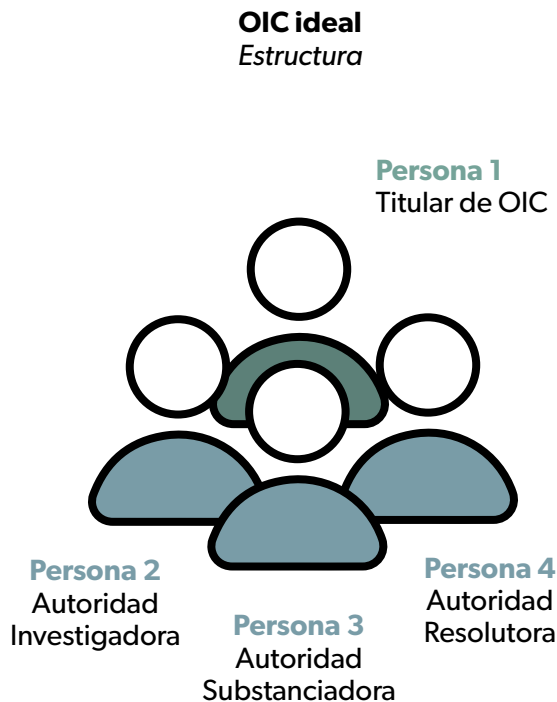 OIC ideal
Estructura
Persona 1
Titular de OIC
Persona 2
Autoridad
Investigadora
Persona 3
Autoridad
Substanciadora
Persona 4
Autoridad
Resolutora